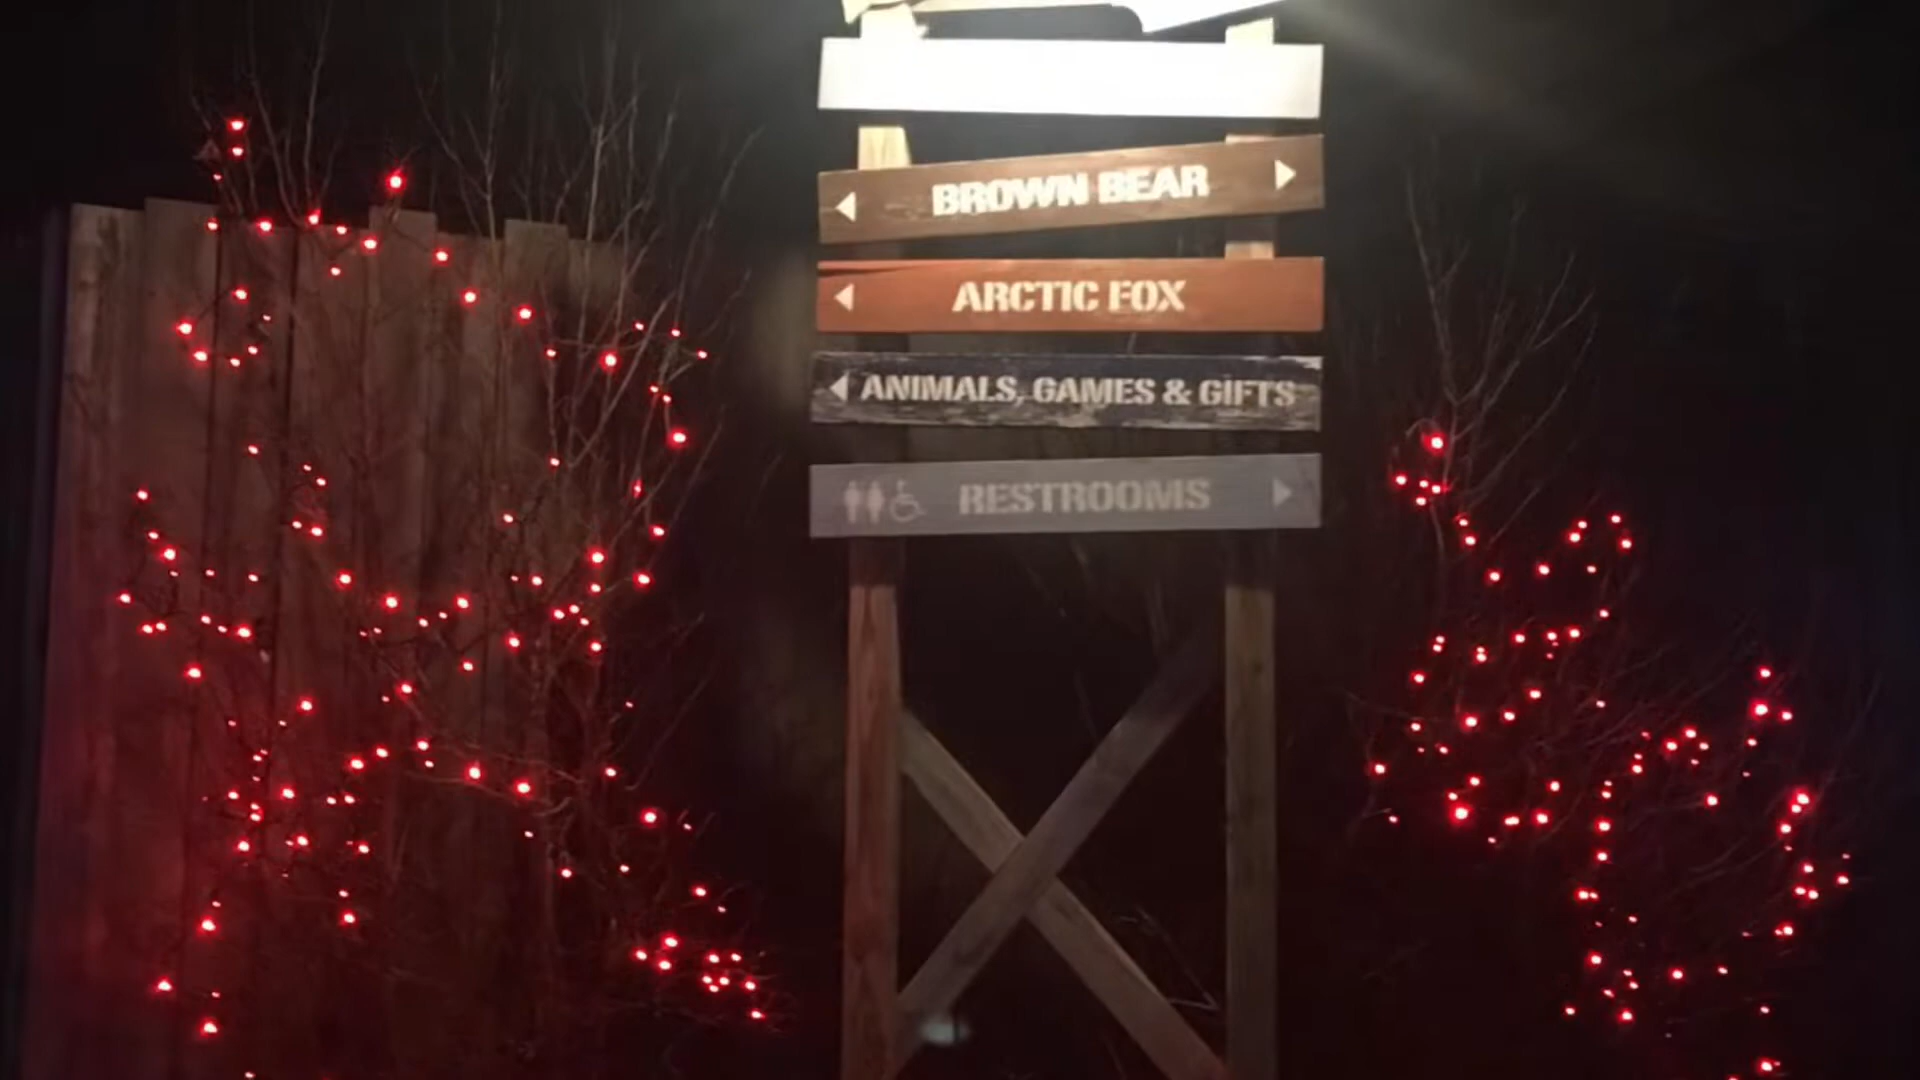 BROWN BEAR
ARCTIC FOX
ANIMALS, GAMES & GIFTS
RESTROOMS